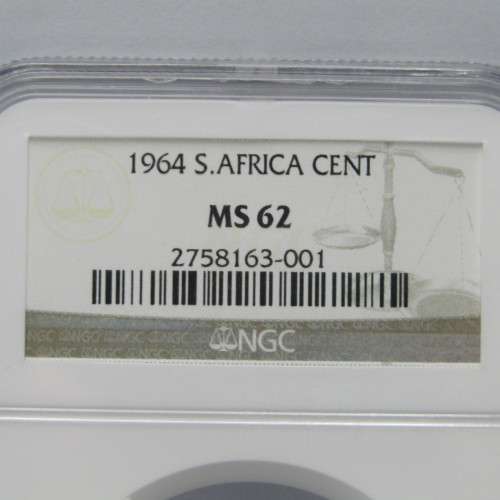 1964 S.AFRICA CENT
MS 62
2758163-001
NGC